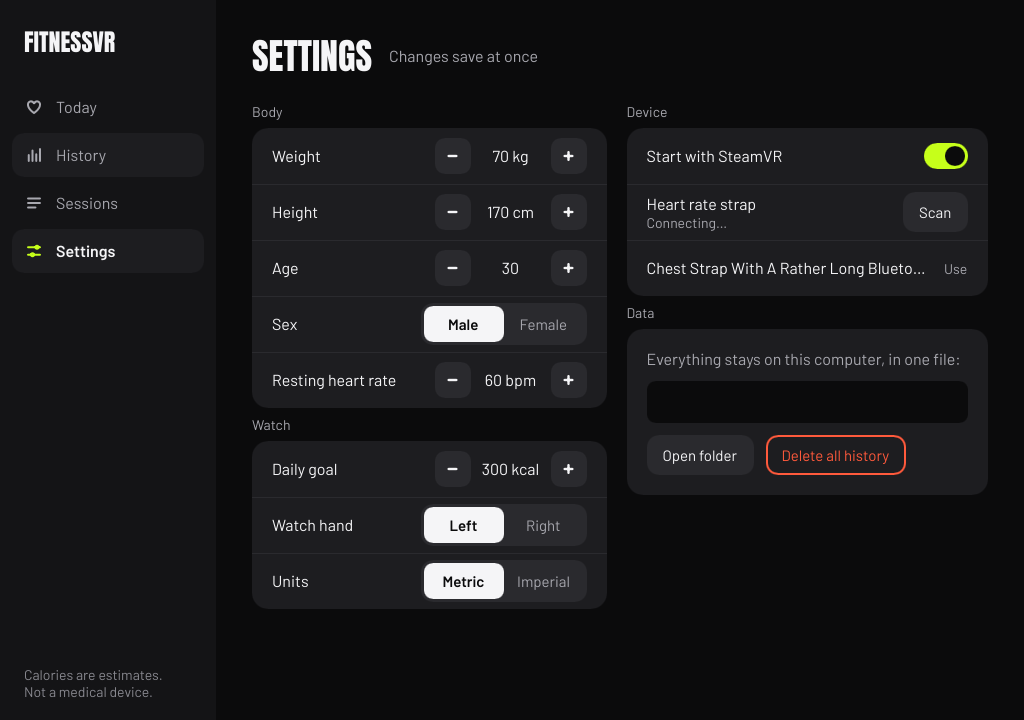 FITNESSVR
Today
History
Sessions
Settings
Calories are estimates.
Not a medical device.
SETTINGS
Changes save at once
Body
Weight
70 kg
Height
170 cm
Age
30
Sex
Male
Female
Resting heart rate
60 bpm
Watch
Daily goal
300 kcal
Watch hand
Left
Right
Units
Metric
Imperial
Device
Start with SteamVR
Heart rate strap
Connecting...
Scan
Chest Strap With A Rather Long Blueto...
Use
Data
Everything stays on this computer, in one file:
Open folder
Delete all history